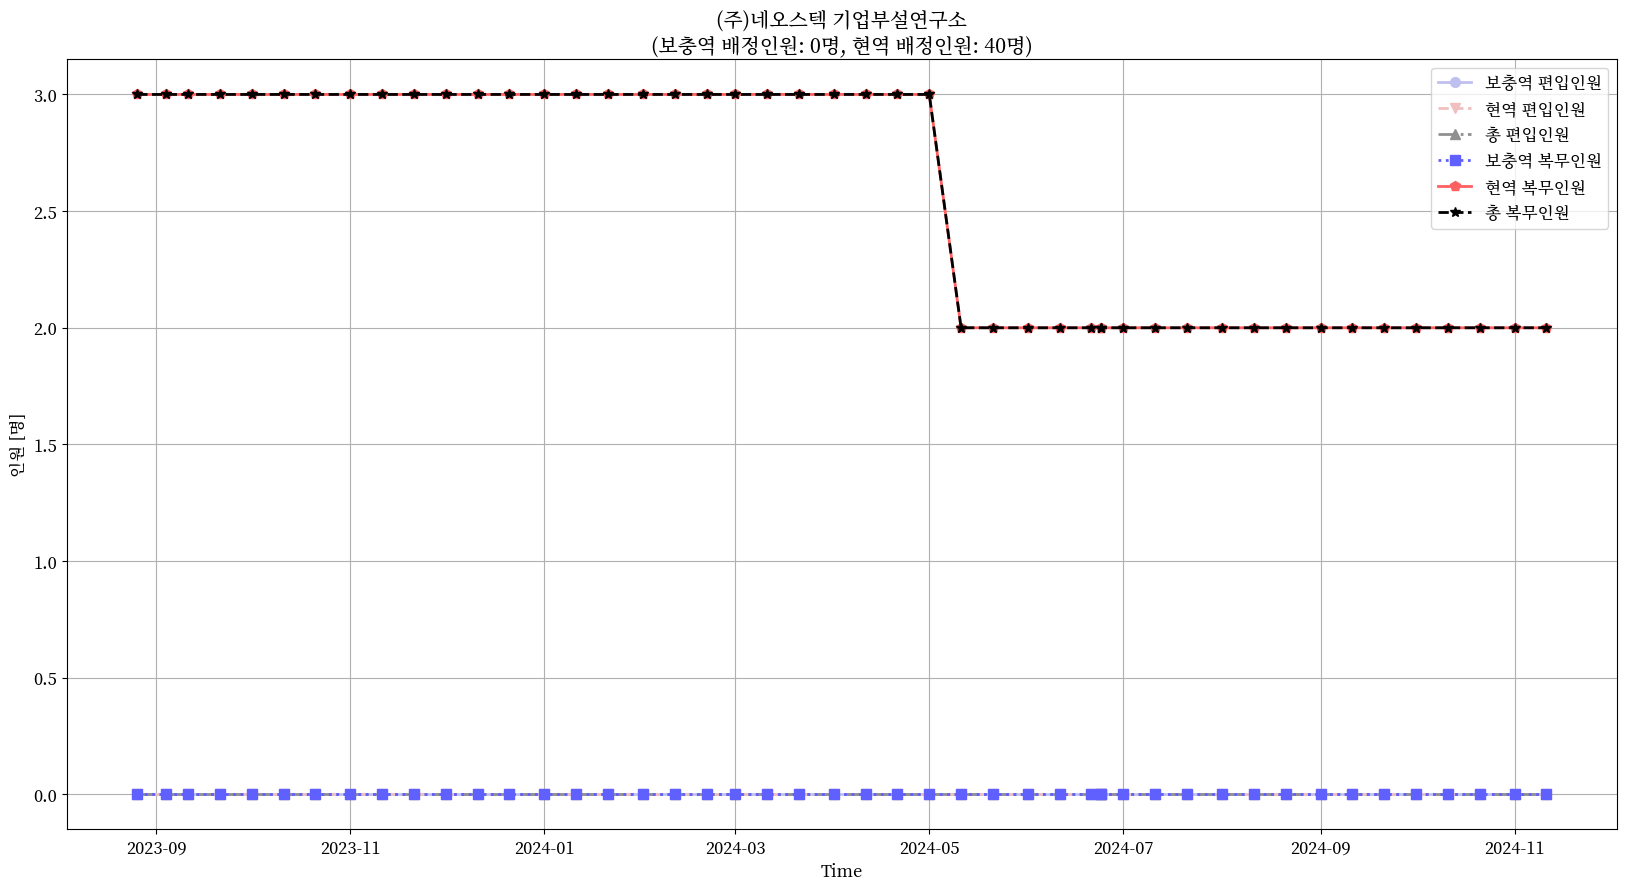 (주)네오스텍 기업부설연구소
(보충역 배정인원: 0명, 현역 배정인원: 40명)
보충역 편입인원
현역 편입인원
총 편입인원
보충역 복무인원
현역 복무인원
총 복무인원
3.0
2.5
2.0
1.5
1.0
0.5
0.0
인원 [명]
2023-09
2023-11
2024-01
2024-03
2024-05
2024-07
2024-09
2024-11
Time